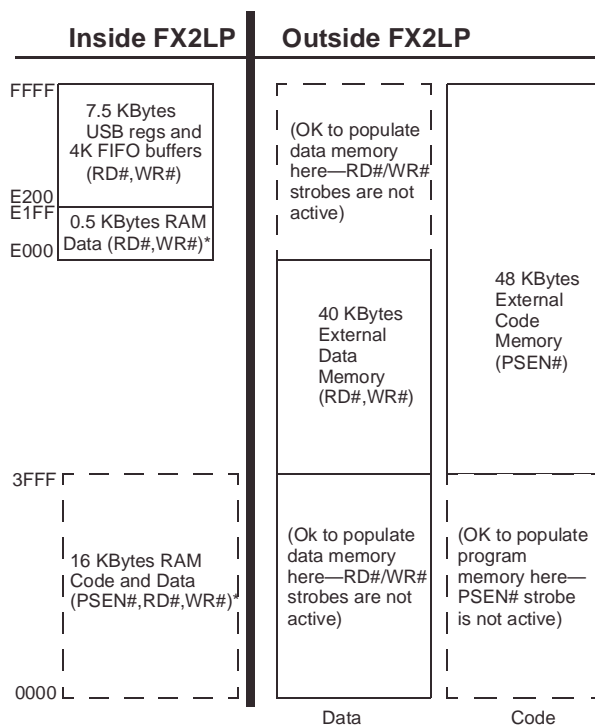 Inside FX2LP
Outside FX2LP
FFFF
7.5 KBytes
USB regs and
4K FIFO buffers
(RD#,WR#)
E200
E1FF
0.5 KBytes RAM
Data (RD#,WR#)*
E000
(OK to populate
data memory
here—RD#/WR#
strobes are not
active)
40 KBytes
External
Data
Memory
(RD#,WR#)
48 KBytes
External
Code
Memory
(PSEN#)
3FFF
16 KBytes RAM
Code and Data
(PSEN#,RD#,WR#)*
0000
(Ok to populate
data memory
here—RD#/WR#
strobes are not
active)
(OK to populate
program
memory here—
PSEN# strobe
is not active)
Data
Code